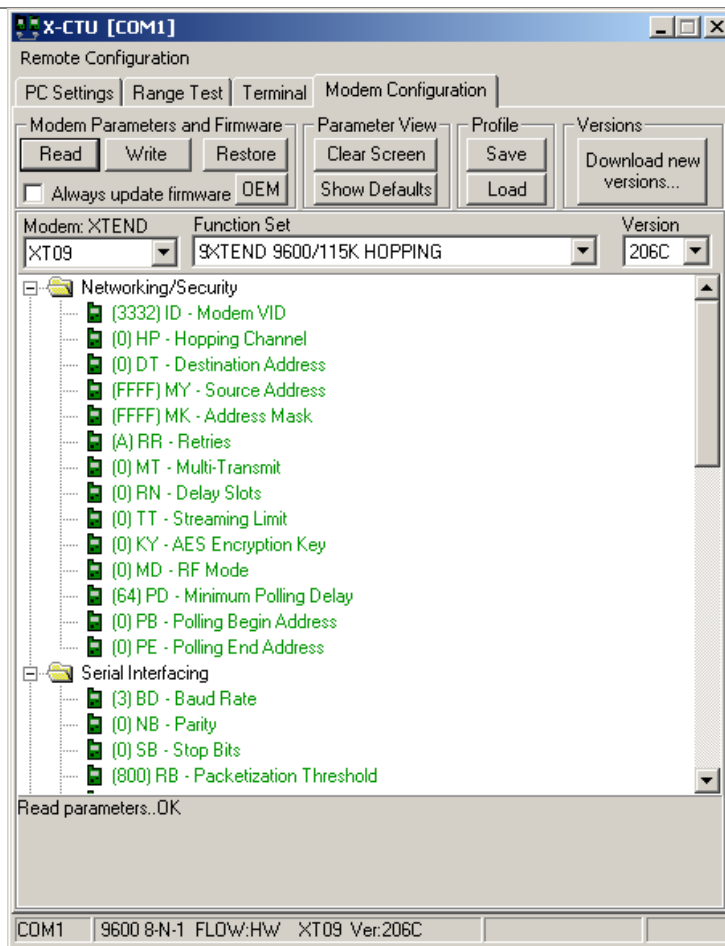 X-CTU [COM1]
Remote Configuration
PC Settings Range Test Terminal Modem Configuration
Modem Parameters and Firmware Parameter View Profile Versions
Read Write Restore Clear Screen Save Download new versions...
Always update firmware OEM Show Defaults Load
Modem: XTEND Function Set Version
XT09 9XTEND 9600/115K HOPPING 206C
Networking/Security
(3332) ID - Modem VID
(0) HP - Hopping Channel
(0) DT - Destination Address
(FFFF) MY - Source Address
(FFFF) MK - Address Mask
(A) RR - Retries
(0) MT - Multi-Transmit
(0) RN - Delay Slots
(0) TT - Streaming Limit
(0) KY - AES Encryption Key
(0) MD - RF Mode
(64) PD - Minimum Polling Delay
(0) PB - Polling Begin Address
(0) PE - Polling End Address
Serial Interfacing
(3) BD - Baud Rate
(0) NB - Parity
(0) SB - Stop Bits
(800) RB - Packetization Threshold
Read parameters..OK
COM1 9600 8-N-1 FLOW:HW XT09 Ver:206C